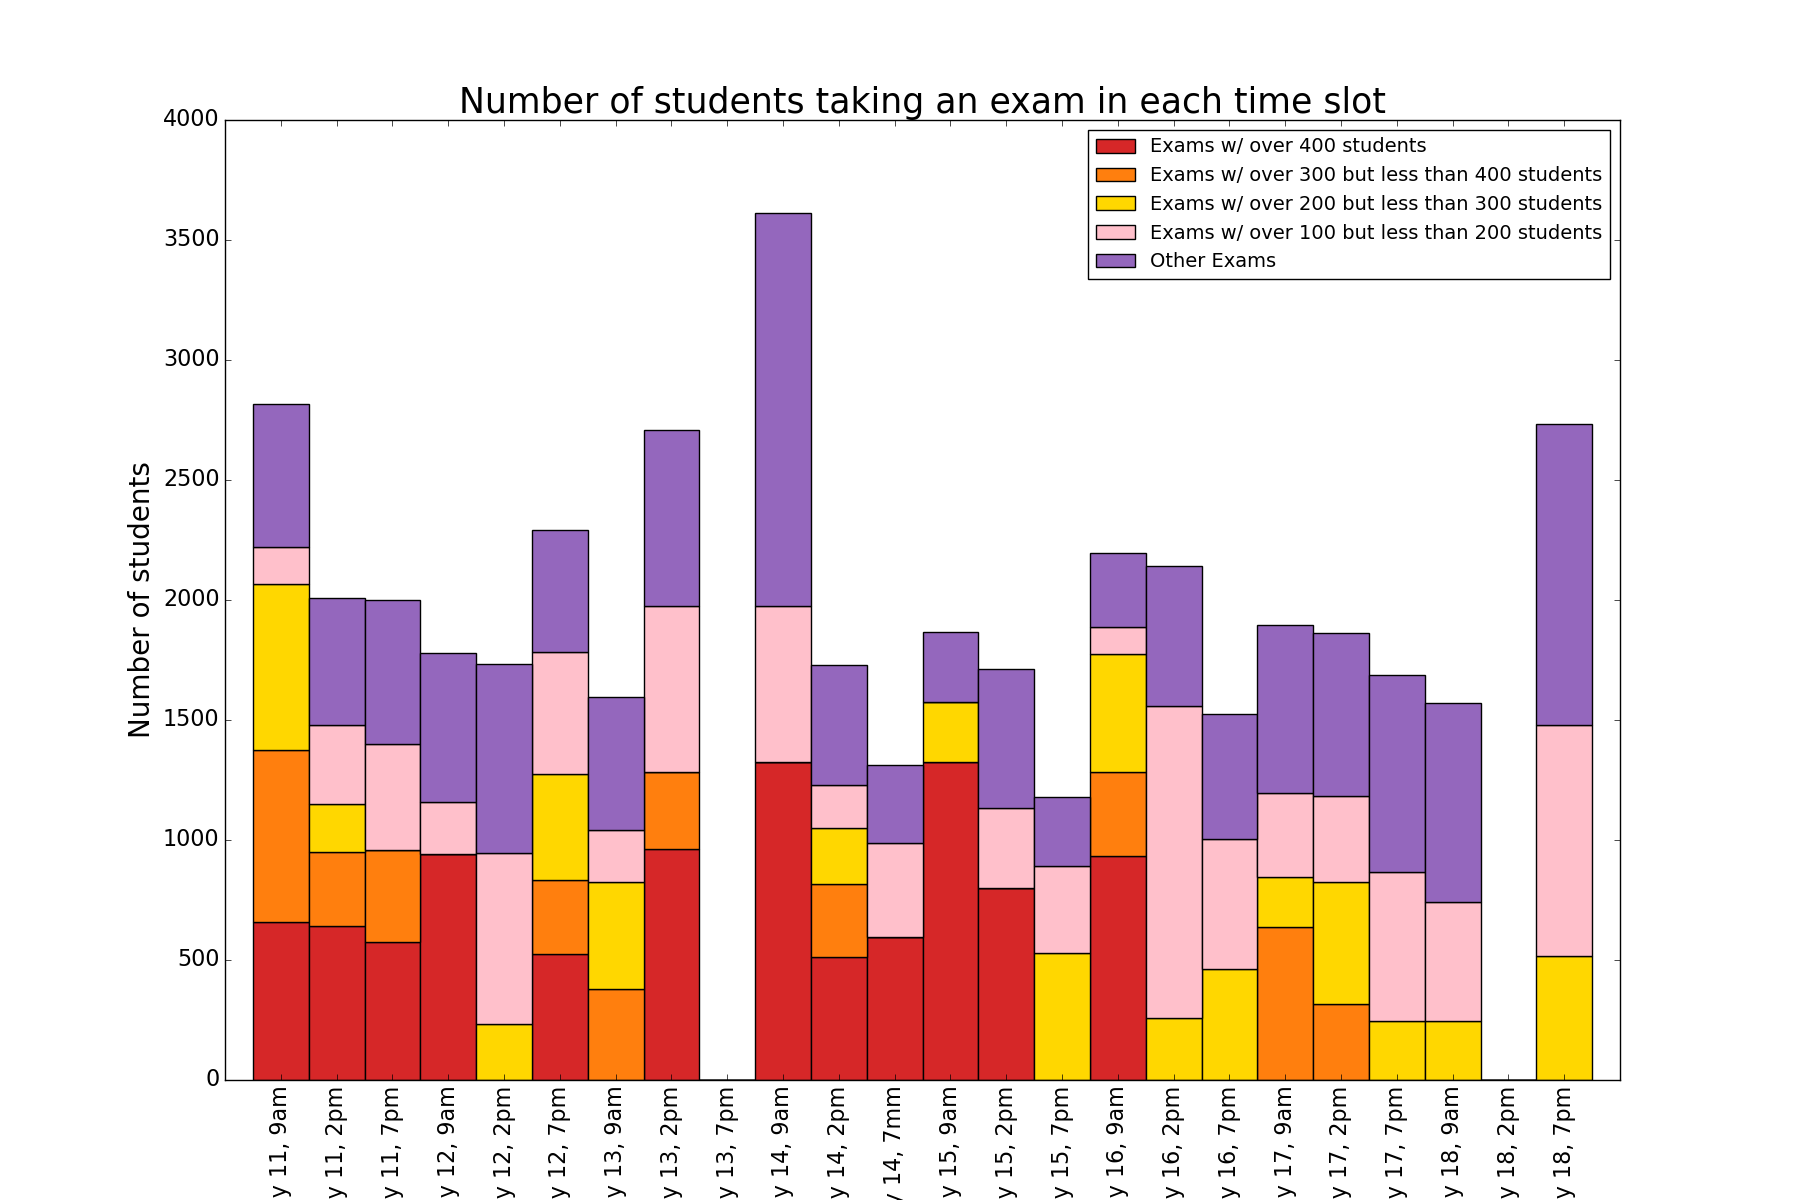 Number of students taking an exam in each time slot
Exams w/ over 400 students
Exams w/ over 300 but less than 400 students
Exams w/ over 200 but less than 300 students
Exams w/ over 100 but less than 200 students
Other Exams
Number of students
4000
3500
3000
2500
2000
1500
1000
500
0
y 11, 9am
y 11, 2pm
y 11, 7pm
y 12, 9am
y 12, 2pm
y 12, 7pm
y 13, 9am
y 13, 2pm
y 13, 7pm
y 14, 9am
y 14, 2pm
y 14, 7mm
y 15, 9am
y 15, 2pm
y 15, 7pm
y 16, 9am
y 16, 2pm
y 16, 7pm
y 17, 9am
y 17, 2pm
y 17, 7pm
y 18, 9am
y 18, 2pm
y 18, 7pm